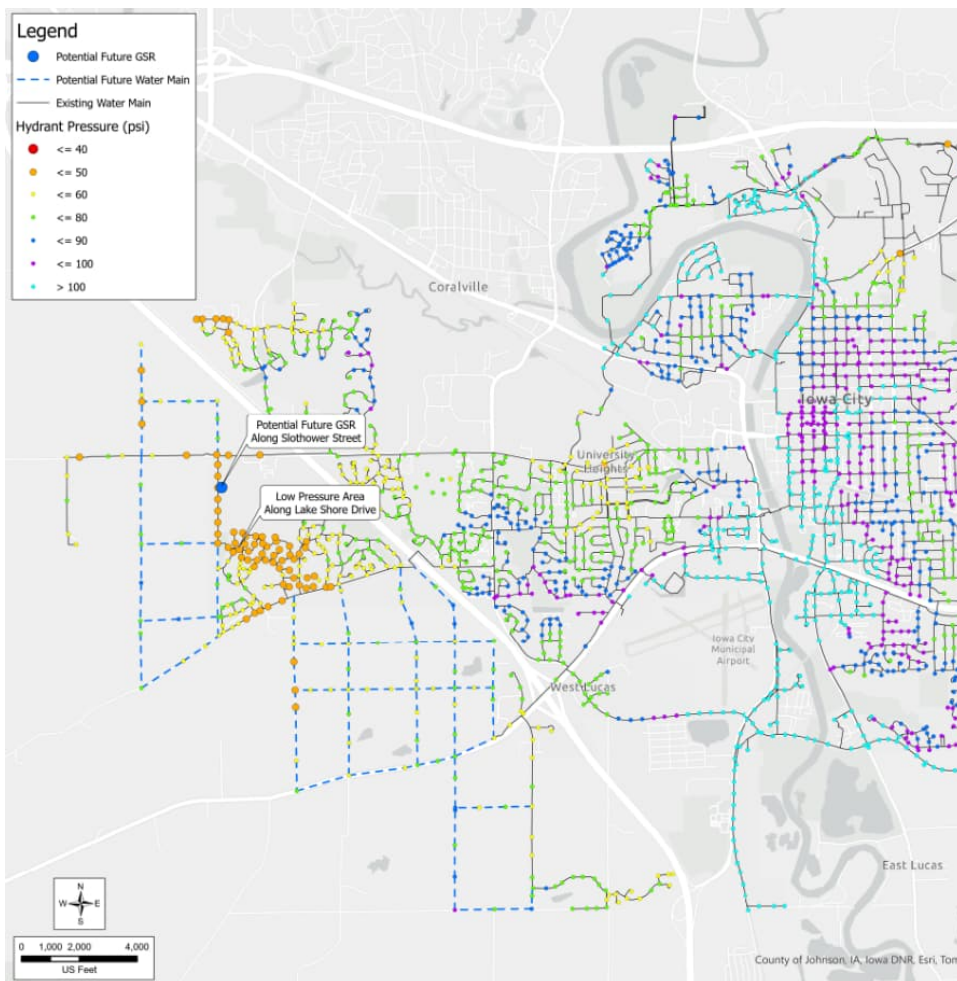 Legend
Potential Future GSR
Potential Future Water Main
Existing Water Main
Hydrant Pressure (psi)
<= 40
<= 50
<= 60
<= 80
<= 90
<= 100
> 100
Coralville
Iowa City
Potential Future GSR
Along Slothower Street
University
Heights
Low Pressure Area
Along Lake Shore Drive
Iowa City
Municipal
Airport
West Lucas
East Lucas
N
W
E
S
0 1,000 2,000 4,000
US Feet
County of Johnson, IA, Iowa DNR, Esri, Tom